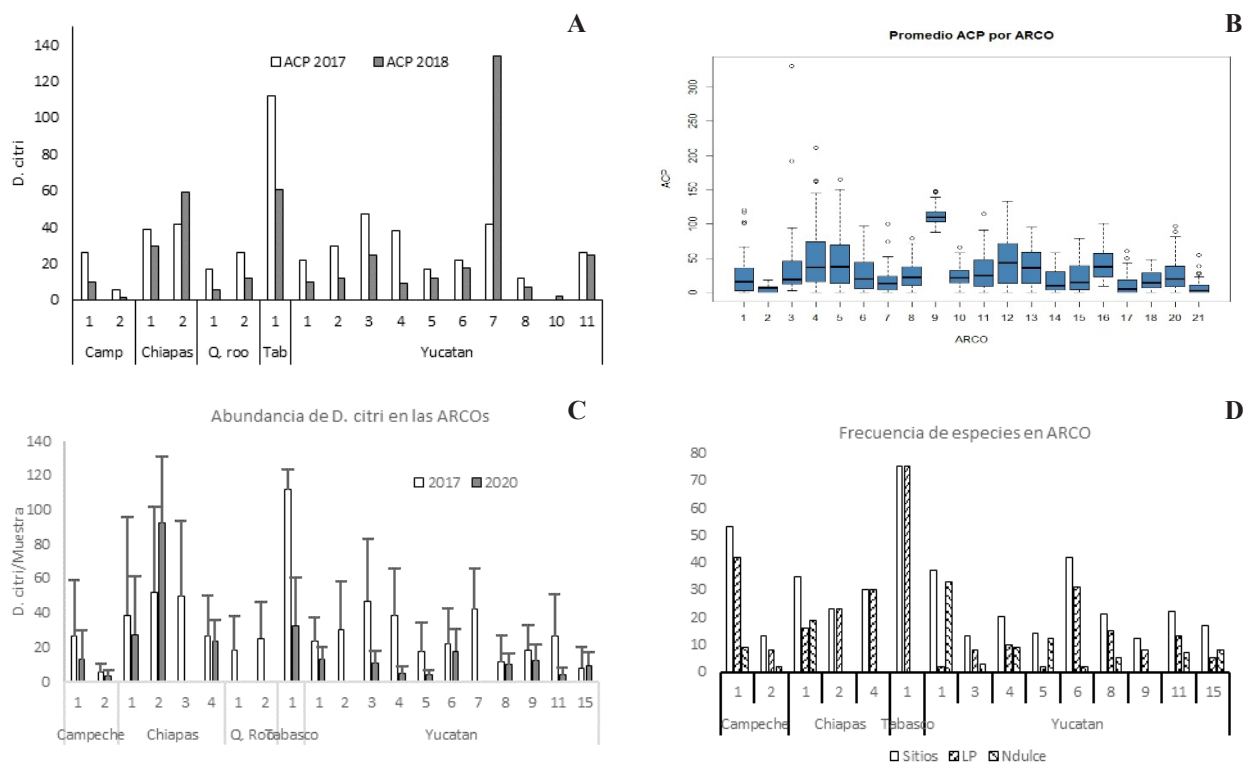 A
ACP 2017 ACP 2018
D. citri
140
120
100
80
60
40
20
0
1 2 1 2 1 2 1 1 2 3 4 5 6 7 8 10 11
Camp Chiapas Q. roo Tab Yucatan
B
Promedio ACP por ARCO
ACP
300
250
200
150
100
50
0
1 2 3 4 5 6 7 8 9 10 11 12 13 14 15 16 17 18 20 21
ARCO
C
Abundancia de D. citri en las ARCOs
2017 2020
D. citri/Muestra
140
120
100
80
60
40
20
0
1 2 1 2 3 4 1 2 1 1 2 3 4 5 6 7 8 9 11 15
Campeche Chiapas Q. Roo Tabasco Yucatan
D
Frecuencia de especies en ARCO
80
70
60
50
40
30
20
10
0
1 2 1 2 4 1 1 3 4 5 6 8 9 11 15
Campeche Chiapas Tabasco Yucatan
Sitios LP Ndulce